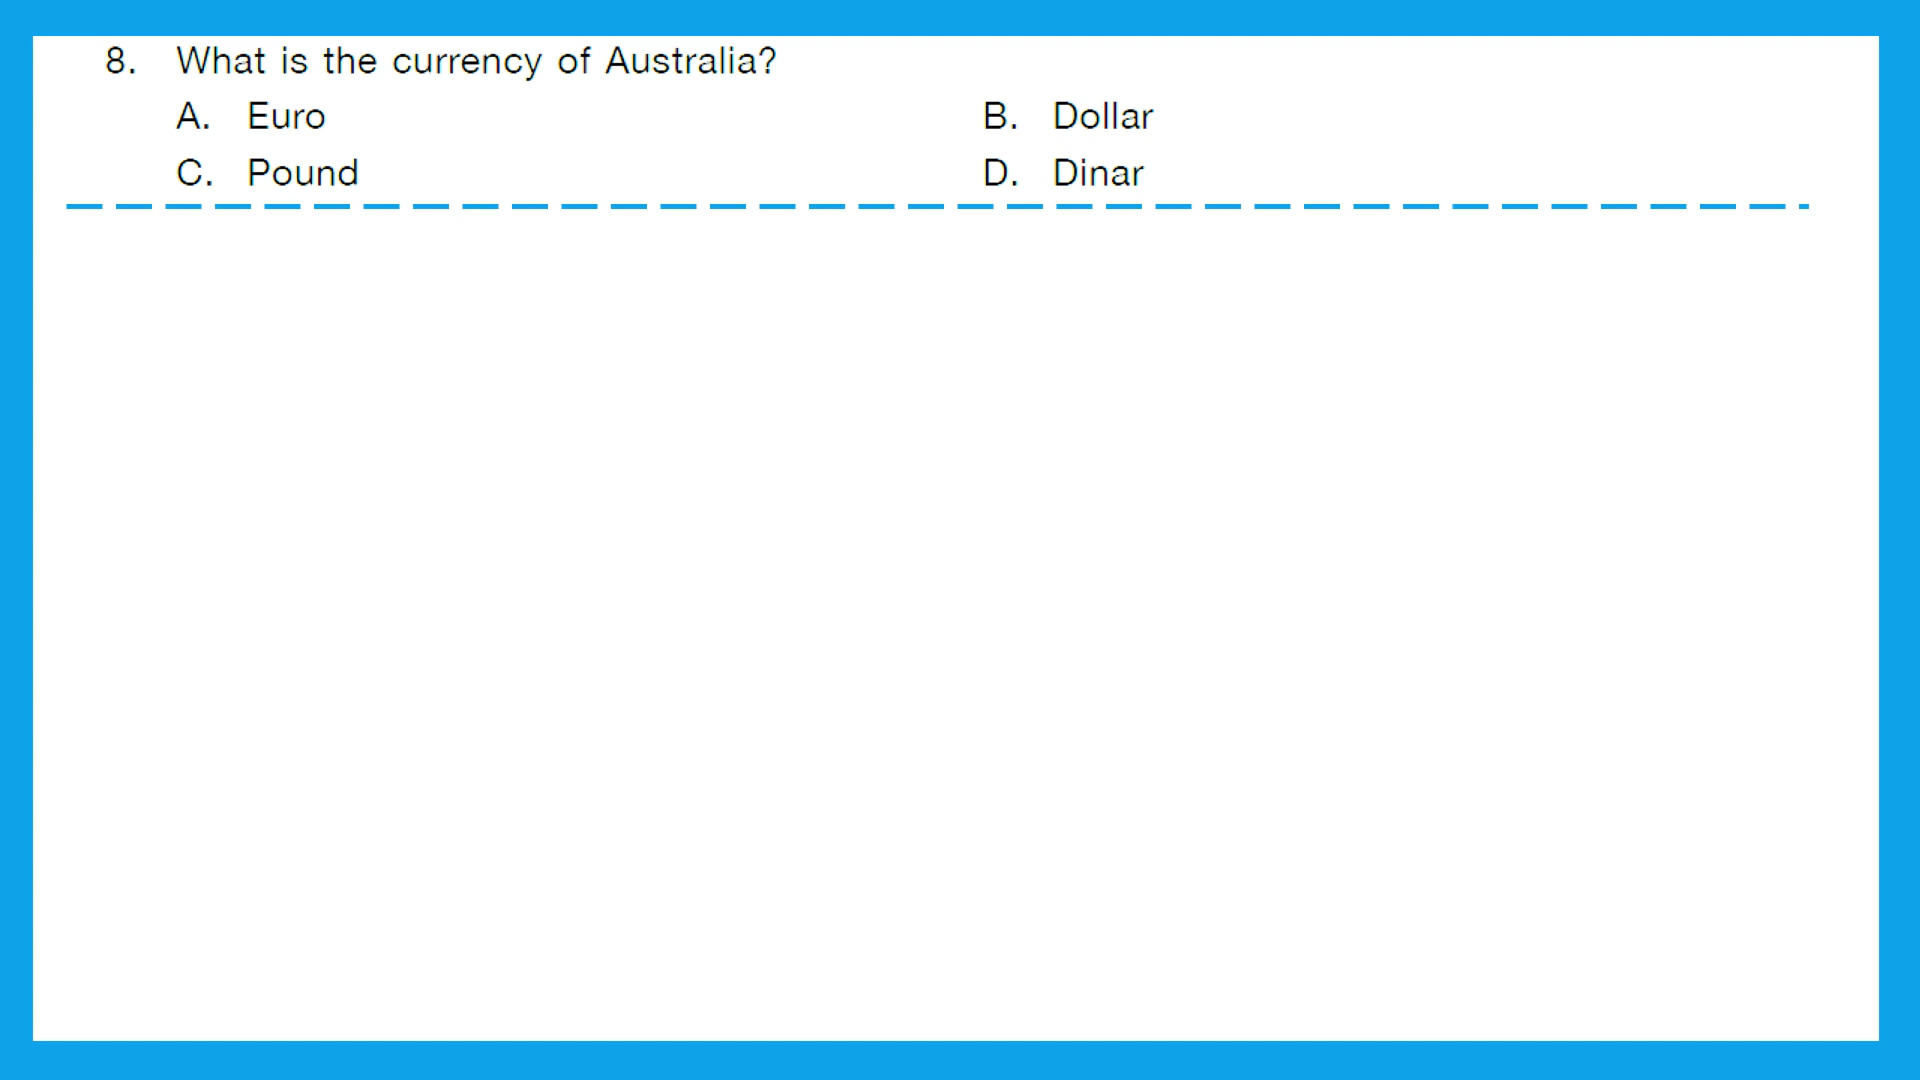 8. What is the currency of Australia?
A. Euro B. Dollar
C. Pound D. Dinar